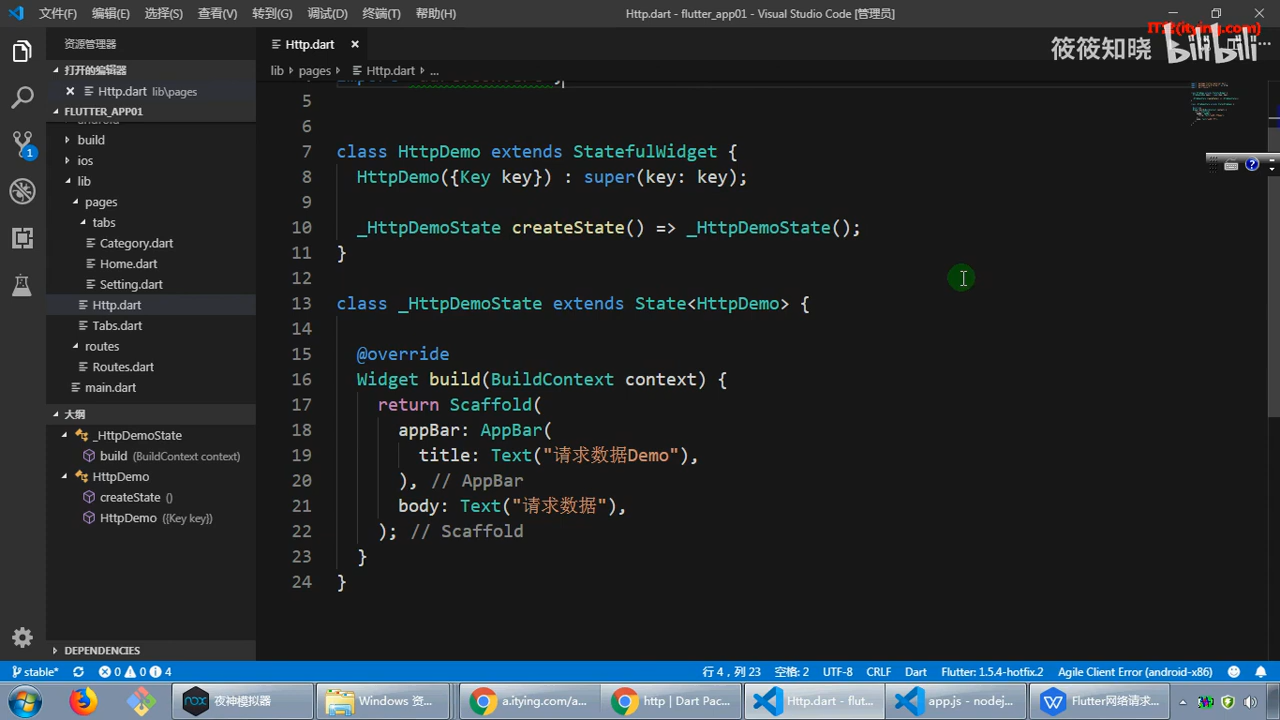 文件(F) 编辑(E) 选择(S) 查看(V) 转到(G) 调试(D) 终端(T) 帮助(H) Http.dart - flutter_app01 - Visual Studio Code [管理员]
(itying.com)
筱筱知晓 bilibili
资源管理器 Http.dart
打开的编辑器 lib pages Http.dart ...
Http.dart lib\pages
FLUTTER_APP01
android
build
ios
lib
pages
tabs
Category.dart
Home.dart
Setting.dart
Http.dart
Tabs.dart
routes
Routes.dart
main.dart
大纲
_HttpDemoState
build (BuildContext context)
HttpDemo
createState ()
HttpDemo ({Key key})
DEPENDENCIES
5
6
7 class HttpDemo extends StatefulWidget {
8 HttpDemo({Key key}) : super(key: key);
9
10 _HttpDemoState createState() => _HttpDemoState();
11 }
12
13 class _HttpDemoState extends State<HttpDemo> {
14
15 @override
16 Widget build(BuildContext context) {
17 return Scaffold(
18 appBar: AppBar(
19 title: Text("请求数据Demo"),
20 ), // AppBar
21 body: Text("请求数据"),
22 ); // Scaffold
23 }
24 }
stable* 0 0 4 行 4，列 23 空格: 2 UTF-8 CRLF Dart Flutter: 1.5.4-hotfix.2 Agile Client Error (android-x86)
1
夜神模拟器 Windows 资... a.itying.com/a... http | Dart Pac... Http.dart - flut... app.js - nodej... Flutter网络请求...